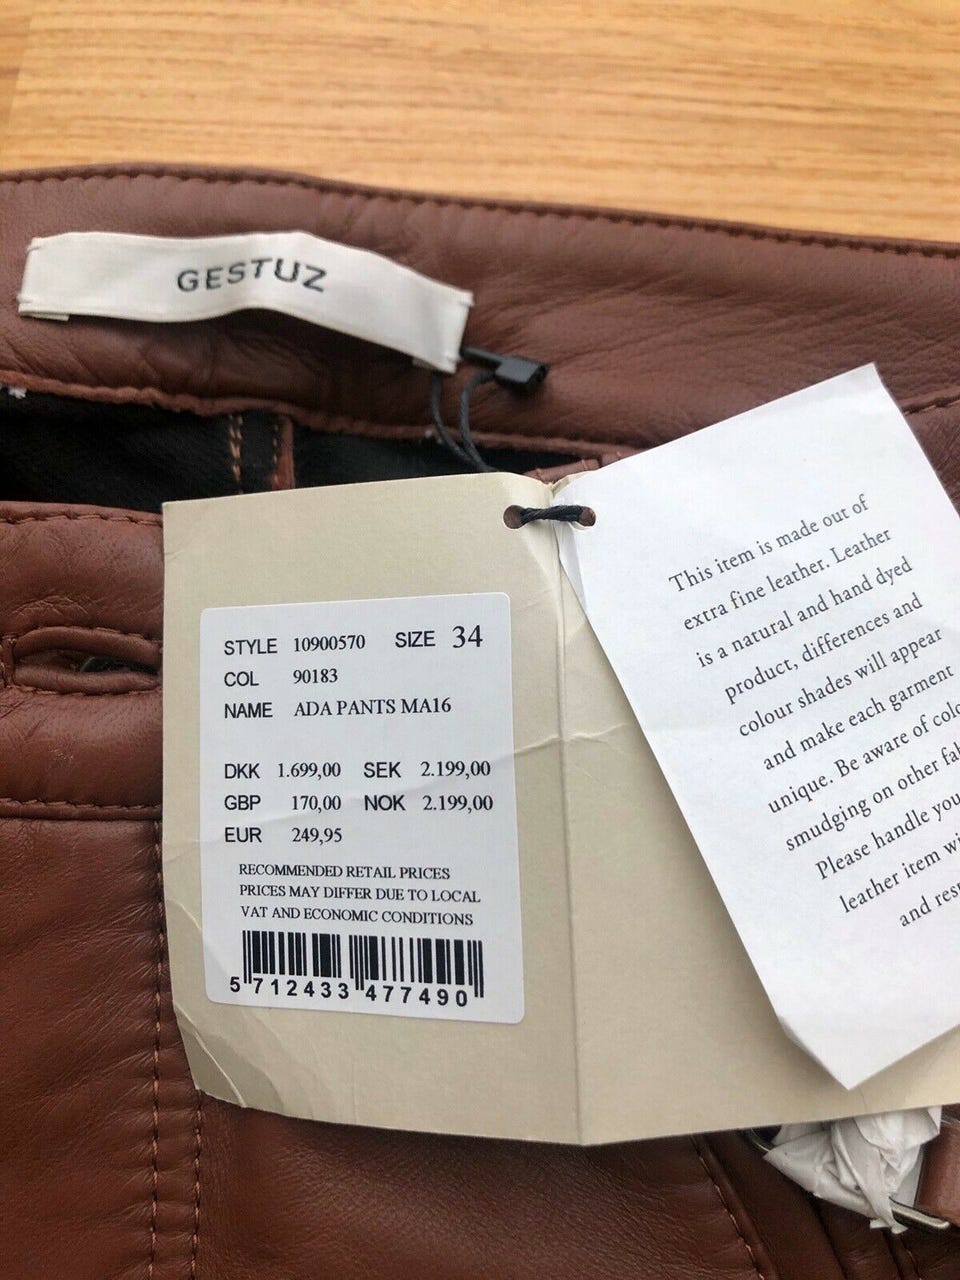 GESTUZ
STYLE 10900570 SIZE 34
COL 90183
NAME ADA PANTS MA16
DKK 1.699,00 SEK 2.199,00
GBP 170,00 NOK 2.199,00
EUR 249,95
RECOMMENDED RETAIL PRICES
PRICES MAY DIFFER DUE TO LOCAL
VAT AND ECONOMIC CONDITIONS
5 712433 477490
This item is made out of
extra fine leather. Leather
is a natural and hand dyed
product, differences and
colour shades will appear
and make each garment
unique. Be aware of
smudging on other
Please handle
leather item
and